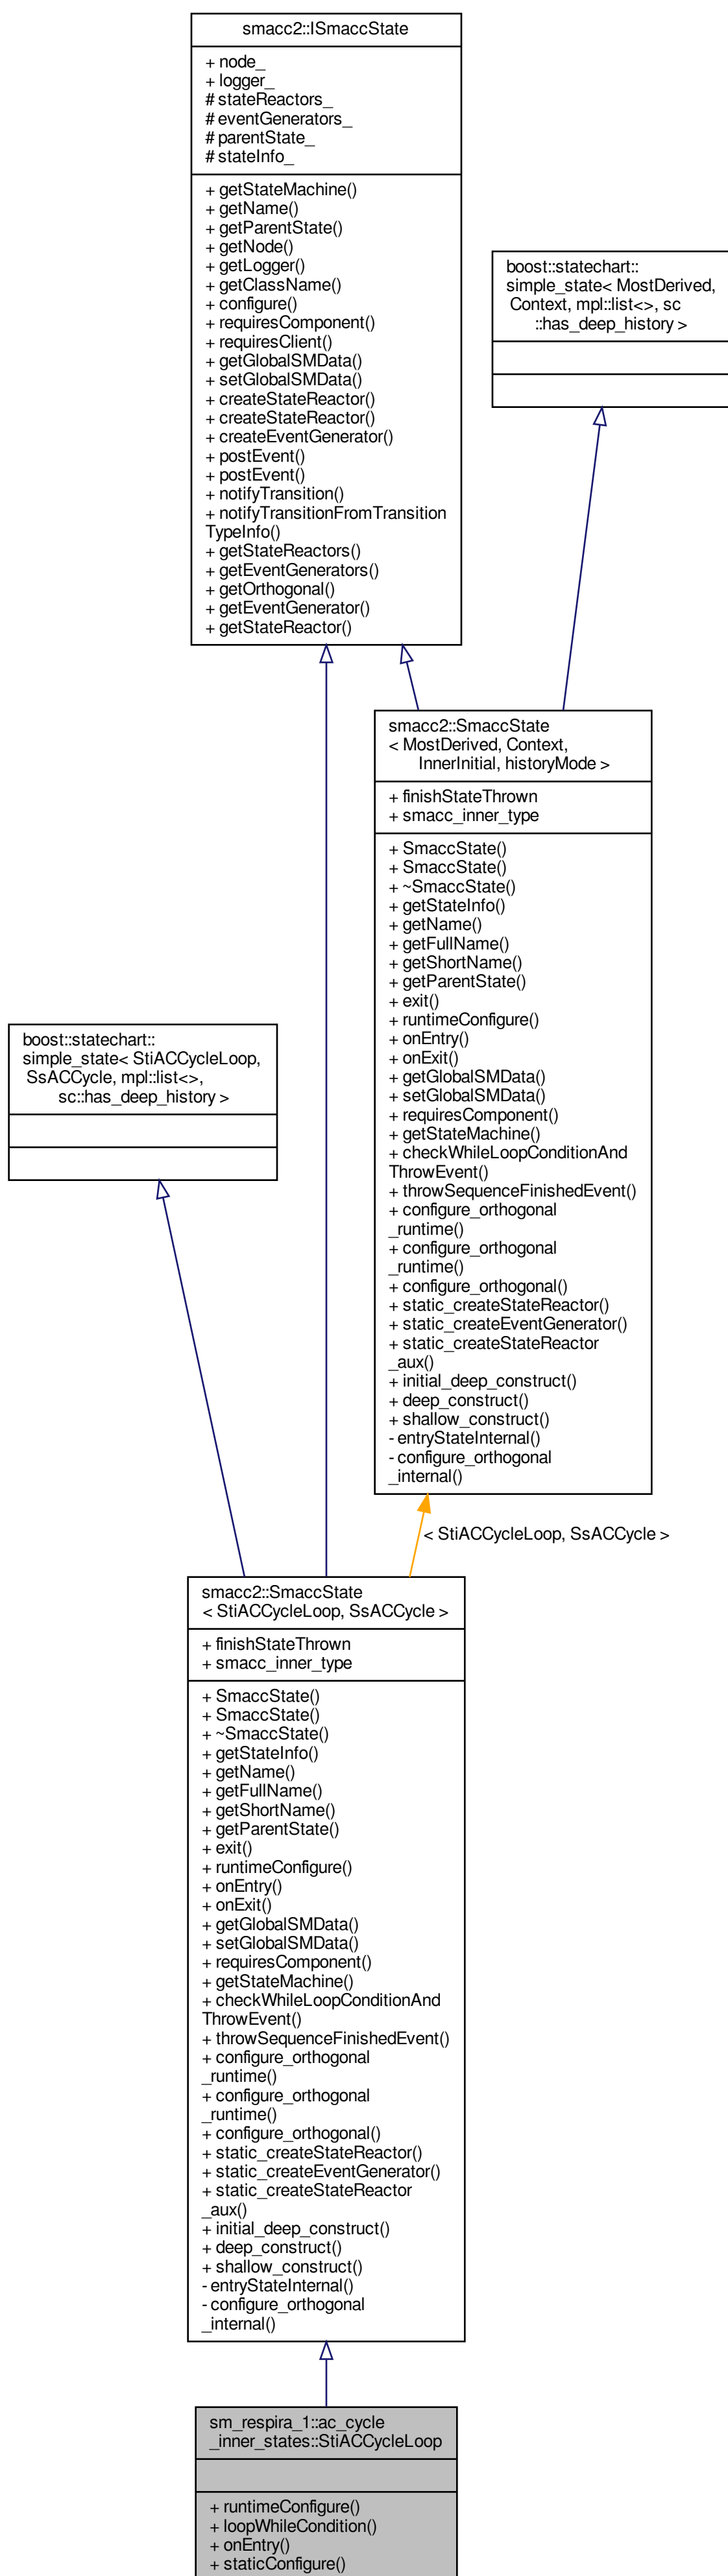 smacc2::ISmaccState
+ node_
+ logger_
# stateReactors_
# eventGenerators_
# parentState_
# stateInfo_
+ getStateMachine()
+ getName()
+ getParentState()
+ getNode()
+ getLogger()
+ getClassName()
+ configure()
+ requiresComponent()
+ requiresClient()
+ getGlobalSMData()
+ setGlobalSMData()
+ createStateReactor()
+ createStateReactor()
+ createEventGenerator()
+ postEvent()
+ postEvent()
+ notifyTransition()
+ notifyTransitionFromTransition
TypeInfo()
+ getStateReactors()
+ getEventGenerators()
+ getOrthogonal()
+ getEventGenerator()
+ getStateReactor()
boost::statechart::
simple_state< MostDerived,
Context, mpl::list<>, sc
::has_deep_history >
smacc2::SmaccState
< MostDerived, Context,
InnerInitial, historyMode >
+ finishStateThrown
+ smacc_inner_type
+ SmaccState()
+ SmaccState()
+ ~SmaccState()
+ getStateInfo()
+ getName()
+ getFullName()
+ getShortName()
+ getParentState()
+ exit()
+ runtimeConfigure()
+ onEntry()
+ onExit()
+ getGlobalSMData()
+ setGlobalSMData()
+ requiresComponent()
+ getStateMachine()
+ checkWhileLoopConditionAnd
ThrowEvent()
+ throwSequenceFinishedEvent()
+ configure_orthogonal
_runtime()
+ configure_orthogonal
_runtime()
+ configure_orthogonal()
+ static_createStateReactor()
+ static_createEventGenerator()
+ static_createStateReactor
_aux()
+ initial_deep_construct()
+ deep_construct()
+ shallow_construct()
- entryStateInternal()
- configure_orthogonal
_internal()
boost::statechart::
simple_state< StiACCycleLoop,
SsACCycle, mpl::list<>,
sc::has_deep_history >
< StiACCycleLoop, SsACCycle >
smacc2::SmaccState
< StiACCycleLoop, SsACCycle >
+ finishStateThrown
+ smacc_inner_type
+ SmaccState()
+ SmaccState()
+ ~SmaccState()
+ getStateInfo()
+ getName()
+ getFullName()
+ getShortName()
+ getParentState()
+ exit()
+ runtimeConfigure()
+ onEntry()
+ onExit()
+ getGlobalSMData()
+ setGlobalSMData()
+ requiresComponent()
+ getStateMachine()
+ checkWhileLoopConditionAnd
ThrowEvent()
+ throwSequenceFinishedEvent()
+ configure_orthogonal
_runtime()
+ configure_orthogonal
_runtime()
+ configure_orthogonal()
+ static_createStateReactor()
+ static_createEventGenerator()
+ static_createStateReactor
_aux()
+ initial_deep_construct()
+ deep_construct()
+ shallow_construct()
- entryStateInternal()
- configure_orthogonal
_internal()
sm_respira_1::ac_cycle
_inner_states::StiACCycleLoop
+ runtimeConfigure()
+ loopWhileCondition()
+ onEntry()
+ staticConfigure()